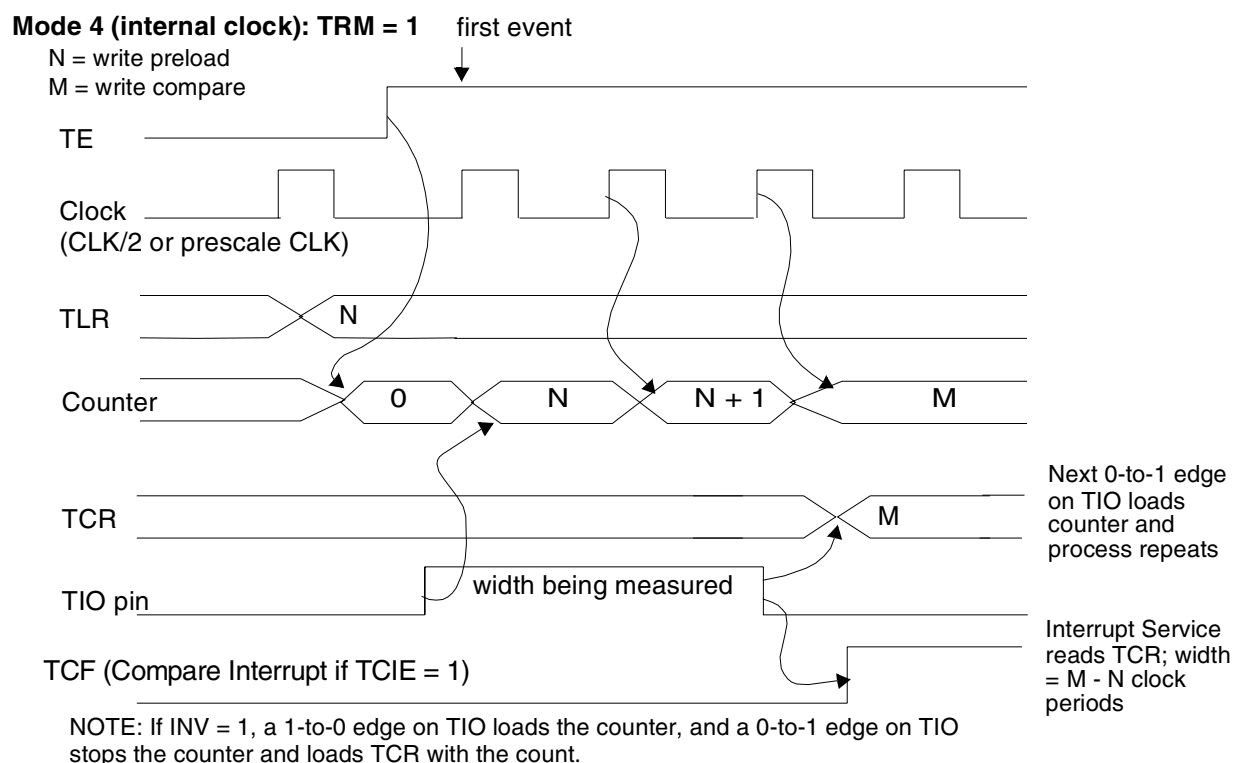 Mode 4 (internal clock): TRM = 1
first event
N = write preload
M = write compare
TE
Clock
(CLK/2 or prescale CLK)
TLR
N
Counter
0
N
N + 1
M
TCR
M
Next 0-to-1 edge
on TIO loads
counter and
process repeats
TIO pin
width being measured
TCF (Compare Interrupt if TCIE = 1)
Interrupt Service
reads TCR; width
= M - N clock
periods
NOTE: If INV = 1, a 1-to-0 edge on TIO loads the counter, and a 0-to-1 edge on TIO
stops the counter and loads TCR with the count.